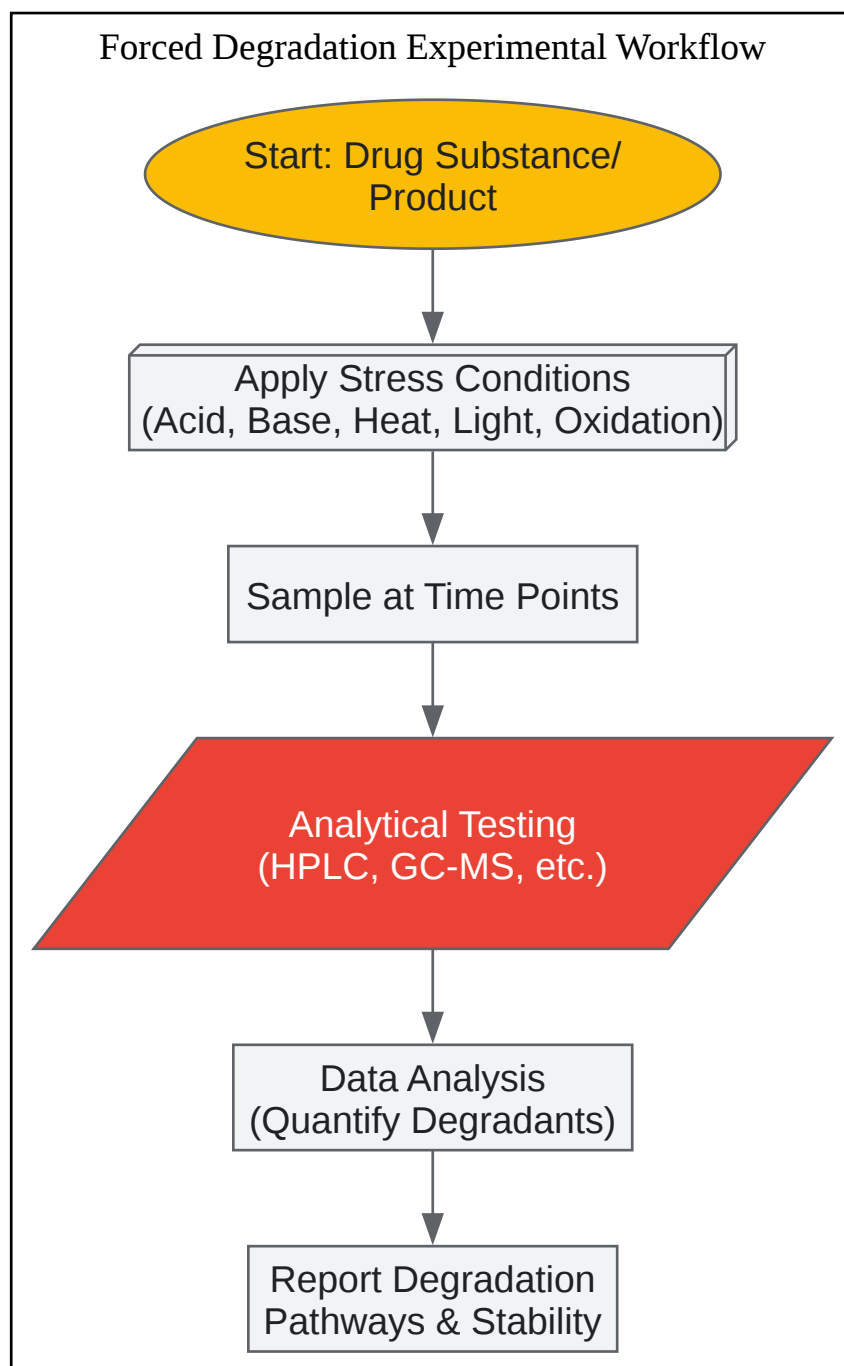 Forced Degradation Experimental Workflow
Start: Drug Substance/
Product
Apply Stress Conditions
(Acid, Base, Heat, Light, Oxidation)
Sample at Time Points
Analytical Testing
(HPLC, GC-MS, etc.)
Data Analysis
(Quantify Degradants)
Report Degradation
Pathways & Stability